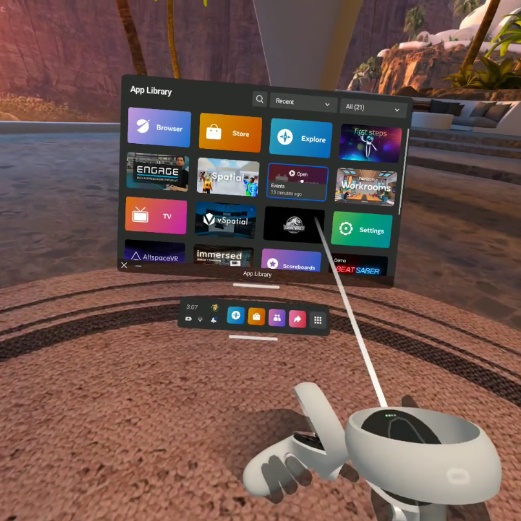 App Library
Recent
All (21)
Browser
Store
Explore
First steps
ENGAGE
Spatial
Open
Events
13 minutes ago
Workrooms
TV
vSpatial
Settings
AltspaceVR
immersed
Scoreboards
Demo
BEAT SABER
App Library
3:07